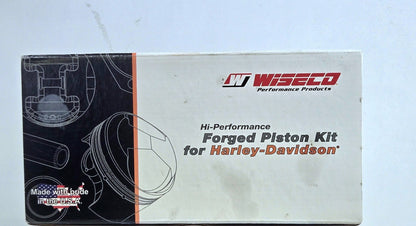 W WISECO
Performance Products
Hi-Performance
Forged Piston Kit
for Harley-Davidson®
Made with pride